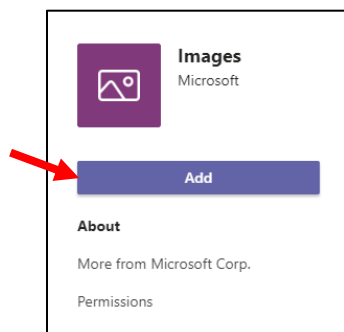 Images
Microsoft
Add
About
More from Microsoft Corp.
Permissions